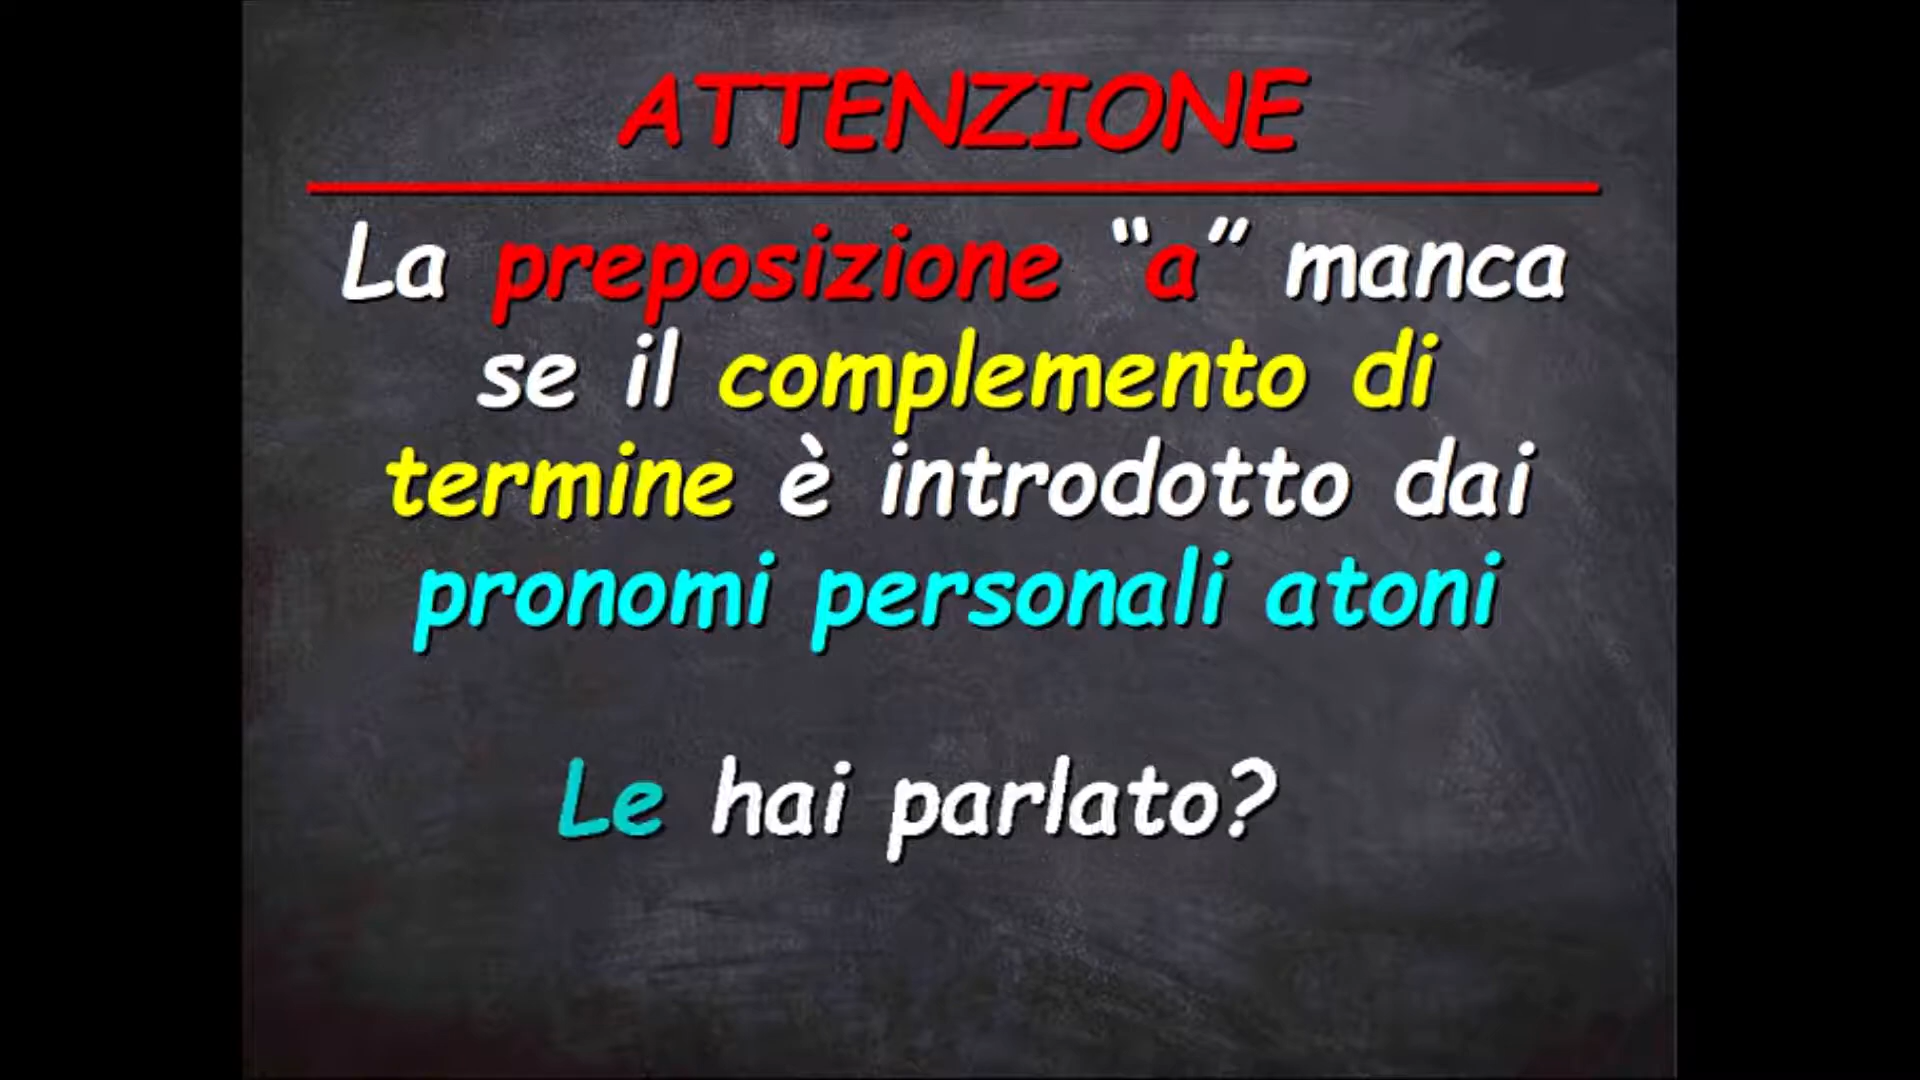 ATTENZIONE
La preposizione “a” manca
se il complemento di
termine è introdotto dai
pronomi personali atoni
Le hai parlato?